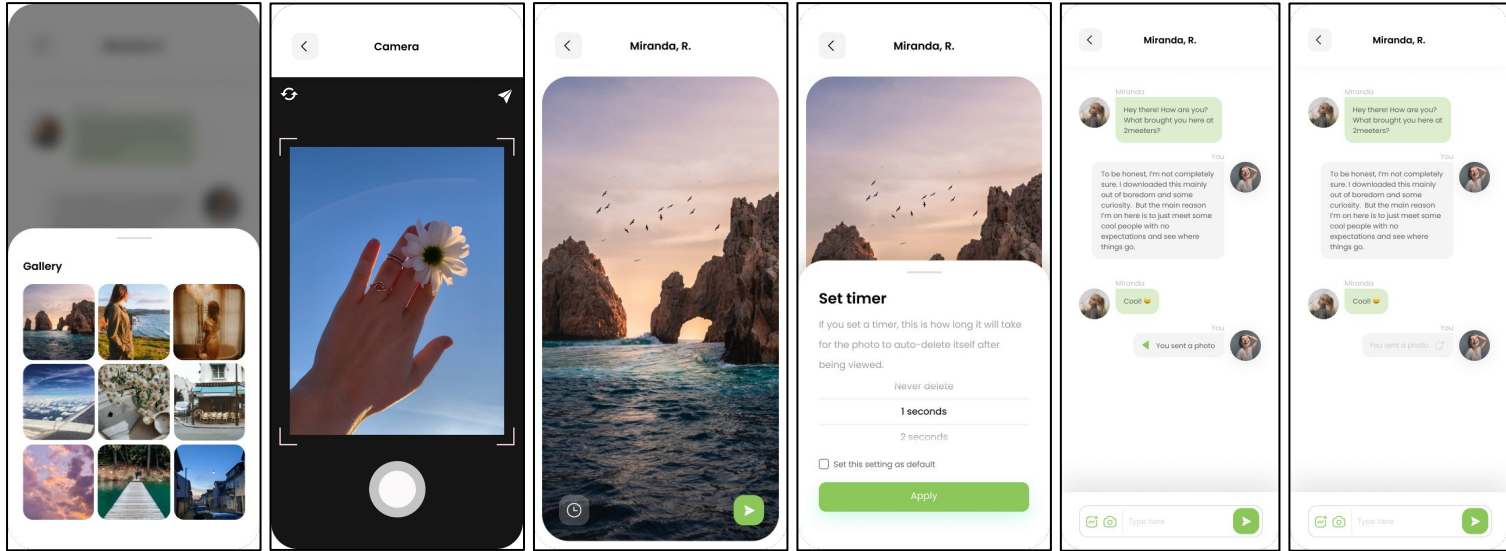 Gallery
Camera
Miranda, R.
Miranda, R.
Set timer
If you set a timer, this is how long it will take
for the photo to auto-delete itself after
being viewed.
Never delete
1 seconds
2 seconds
Set this setting as default
Apply
Miranda, R.
Miranda
Hey there! How are you?
What brought you here at
2meeters?
You
To be honest, I'm not completely
sure. I downloaded this mainly
out of boredom and some
curiosity.  But the main reason
I'm on here is to just meet some
cool people with no
expectations and see where
things go.
Miranda
Cool! 😄
You
You sent a photo
Type here
Miranda, R.
Miranda
Hey there! How are you?
What brought you here at
2meeters?
You
To be honest, I'm not completely
sure. I downloaded this mainly
out of boredom and some
curiosity.  But the main reason
I'm on here is to just meet some
cool people with no
expectations and see where
things go.
Miranda
Cool! 😄
You
You sent a photo
Type here